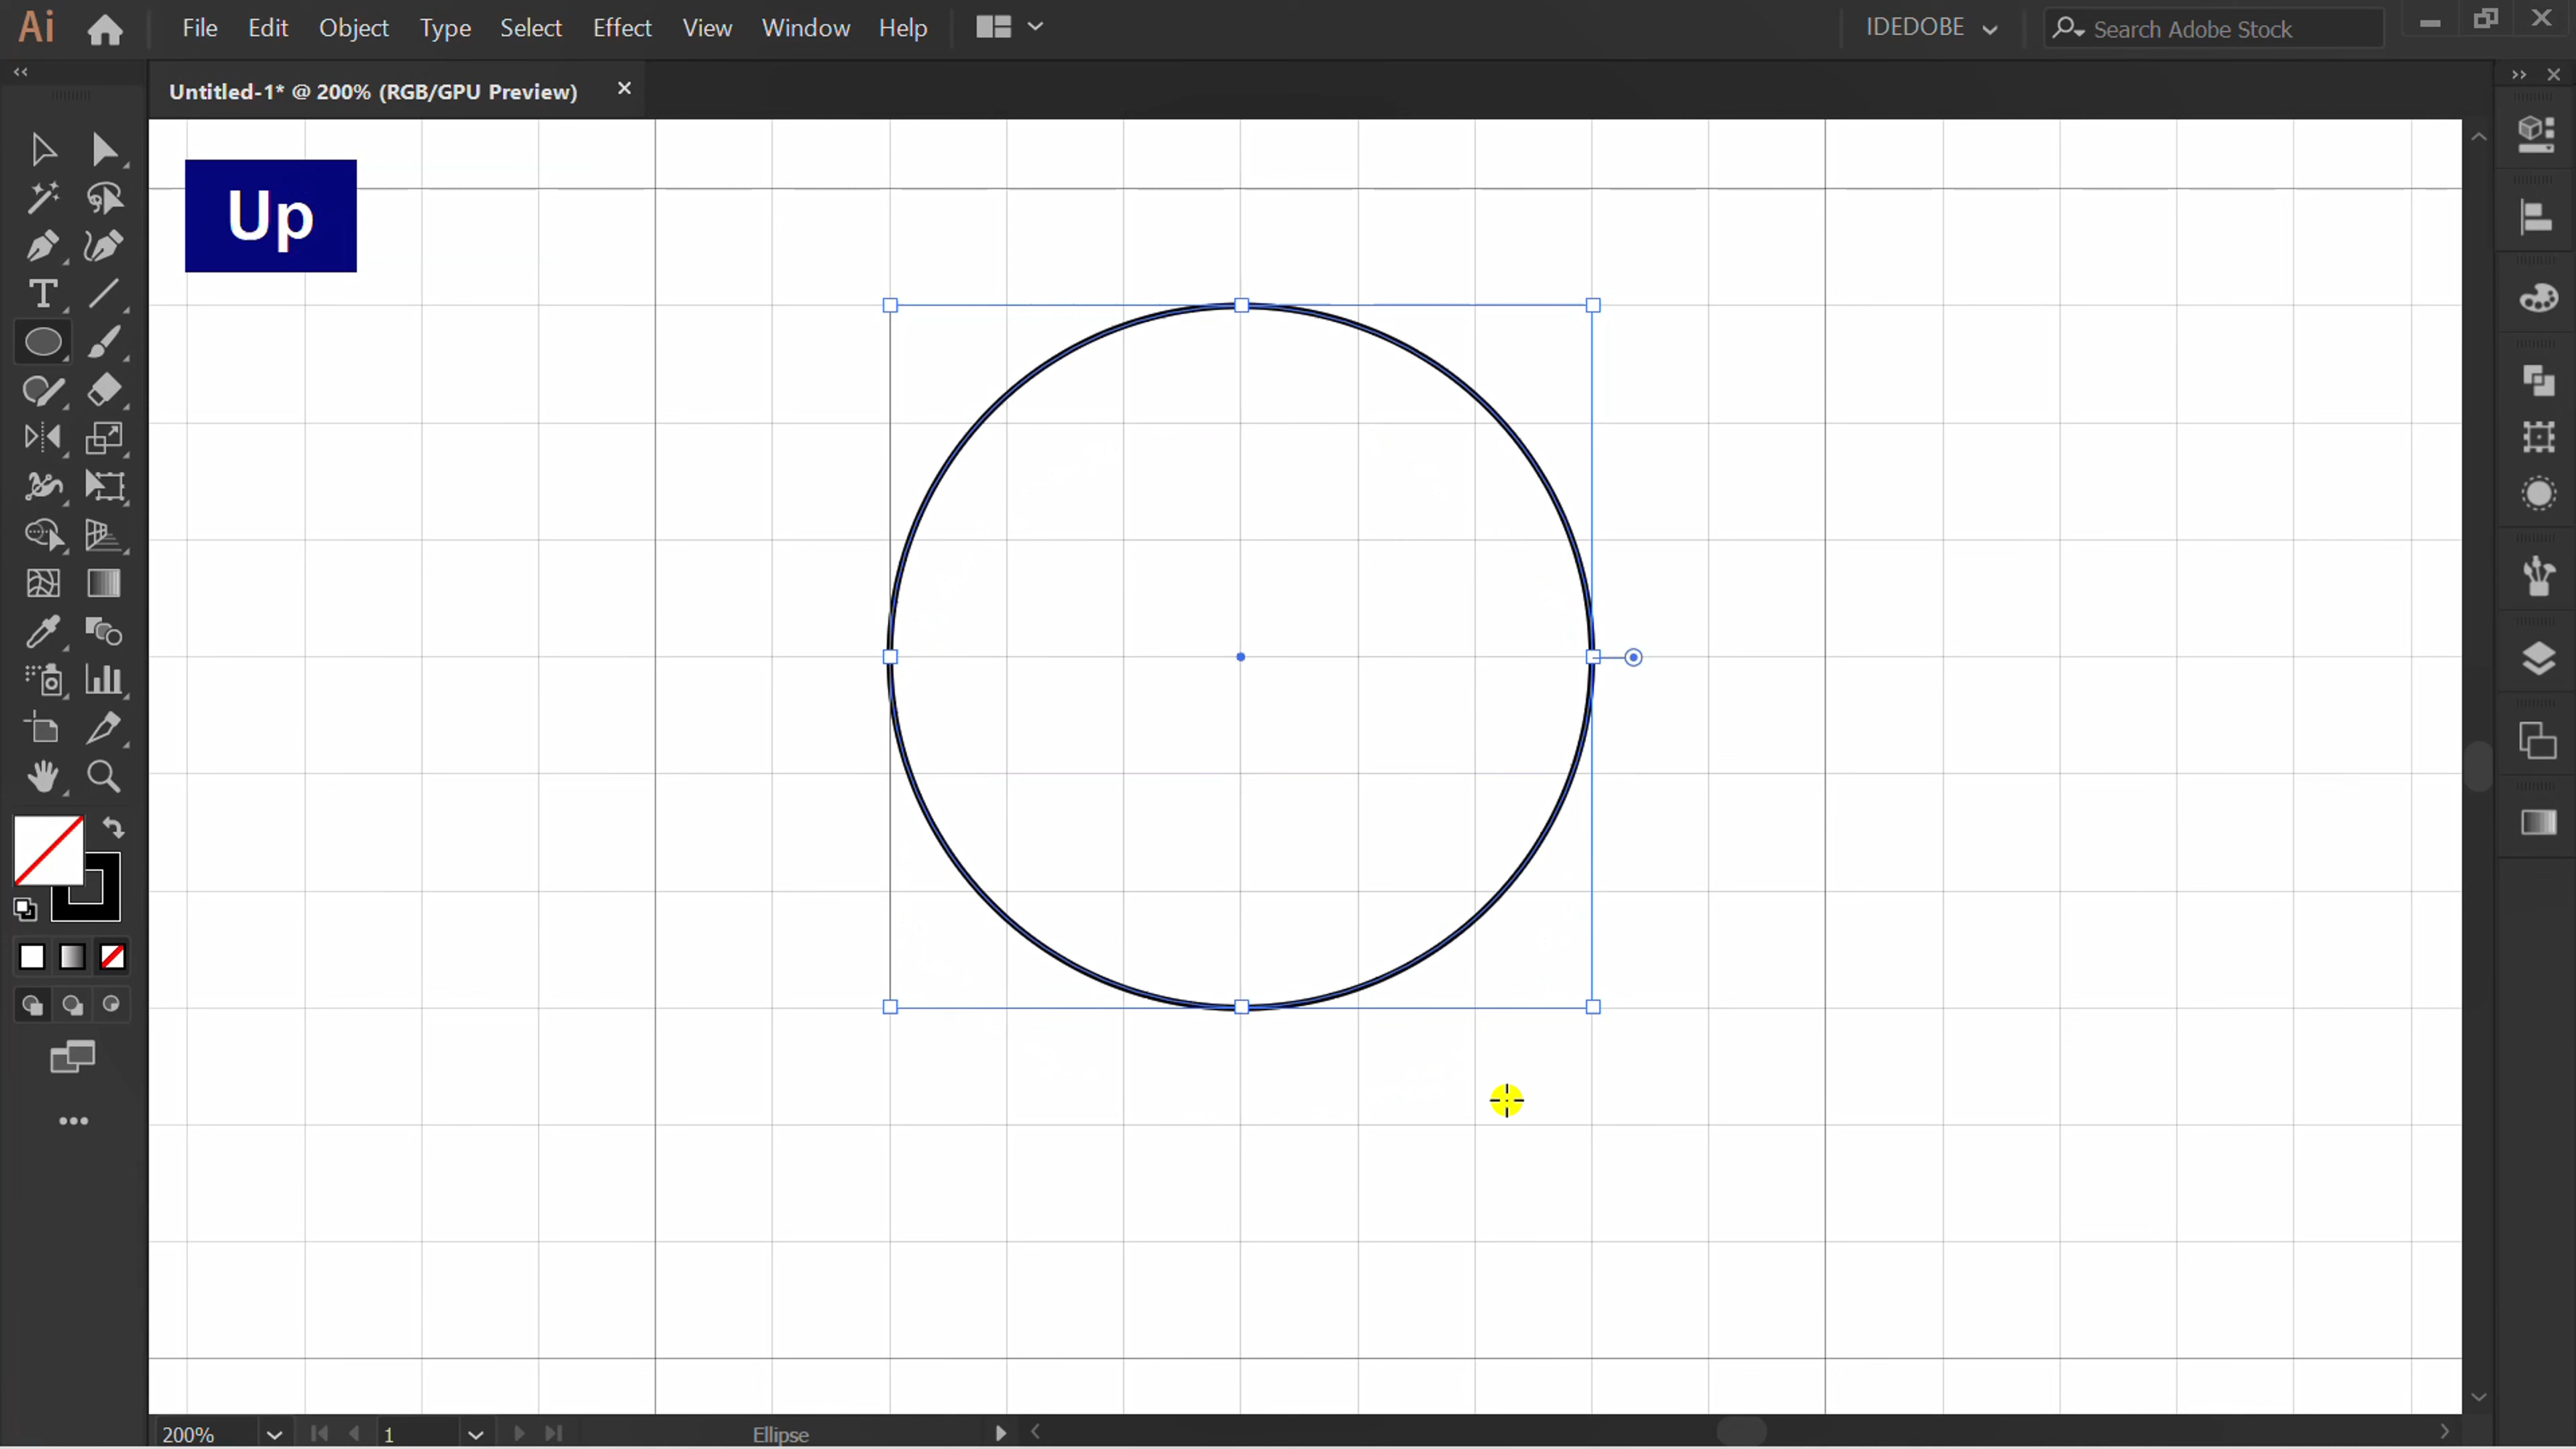 Ai File Edit Object Type Select Effect View Window Help IDEDOBE Search Adobe Stock
Untitled-1* @ 200% (RGB/GPU Preview)
Up
T
200% 1 Ellipse